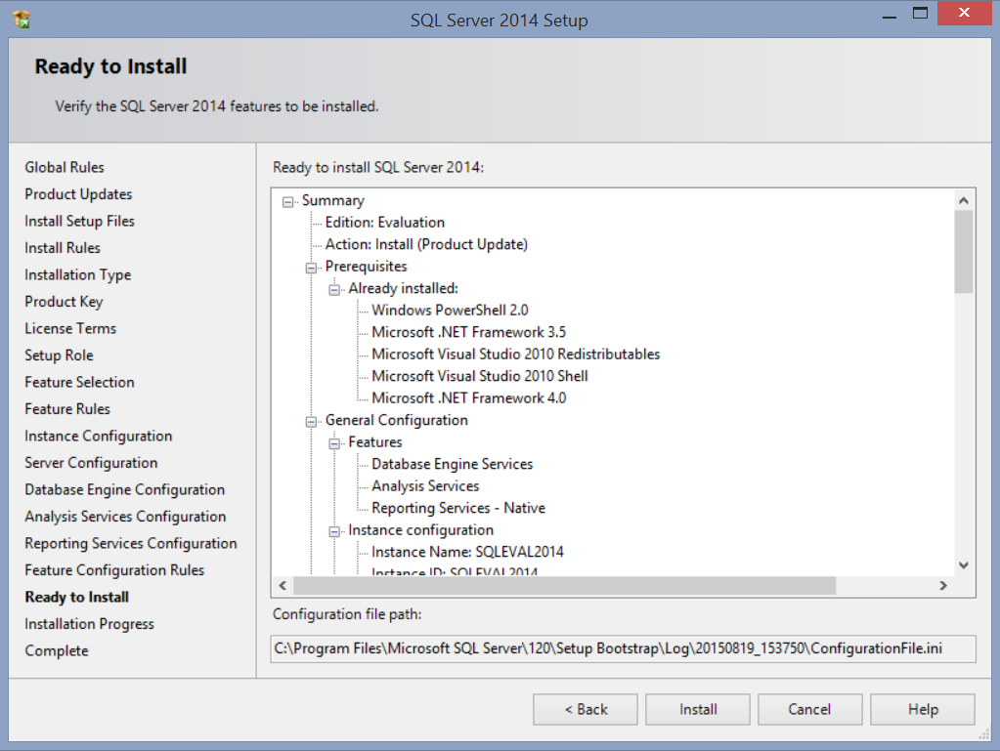 SQL Server 2014 Setup
Ready to Install
Verify the SQL Server 2014 features to be installed.
Global Rules
Product Updates
Install Setup Files
Install Rules
Installation Type
Product Key
License Terms
Setup Role
Feature Selection
Feature Rules
Instance Configuration
Server Configuration
Database Engine Configuration
Analysis Services Configuration
Reporting Services Configuration
Feature Configuration Rules
Ready to Install
Installation Progress
Complete
Ready to install SQL Server 2014:
Summary
Edition: Evaluation
Action: Install (Product Update)
Prerequisites
Already installed:
Windows PowerShell 2.0
Microsoft .NET Framework 3.5
Microsoft Visual Studio 2010 Redistributables
Microsoft Visual Studio 2010 Shell
Microsoft .NET Framework 4.0
General Configuration
Features
Database Engine Services
Analysis Services
Reporting Services - Native
Instance configuration
Instance Name: SQLEVAL2014
Instance ID: SQLEVAL2014
Configuration file path:
C:\Program Files\Microsoft SQL Server\120\Setup Bootstrap\Log\20150819_153750\ConfigurationFile.ini
< Back
Install
Cancel
Help